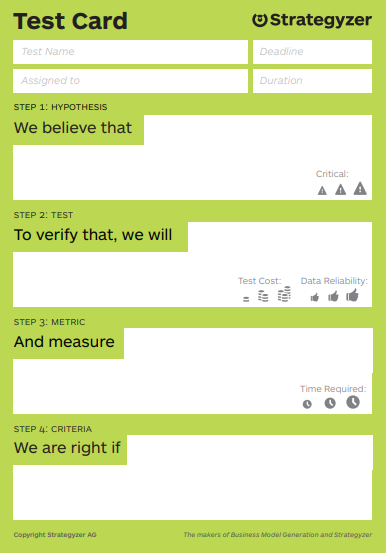 Test Card
Strategyzer
Test Name
Deadline
Assigned to
Duration
STEP 1: HYPOTHESIS
We believe that
Critical:
STEP 2: TEST
To verify that, we will
Test Cost:
Data Reliability:
STEP 3: METRIC
And measure
Time Required:
STEP 4: CRITERIA
We are right if
Copyright Strategyzer AG
The makers of Business Model Generation and Strategyzer